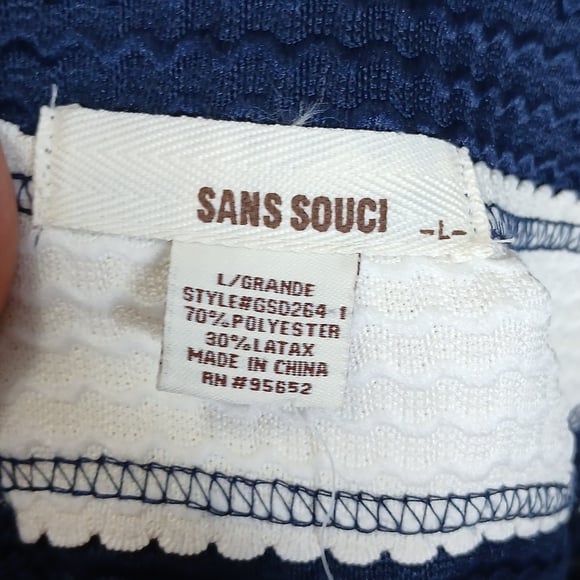 SANS SOUCI
-L-
L/GRANDE
STYLE#GSD264-1
70%POLYESTER
30%LATAX
MADE IN CHINA
RN #95652